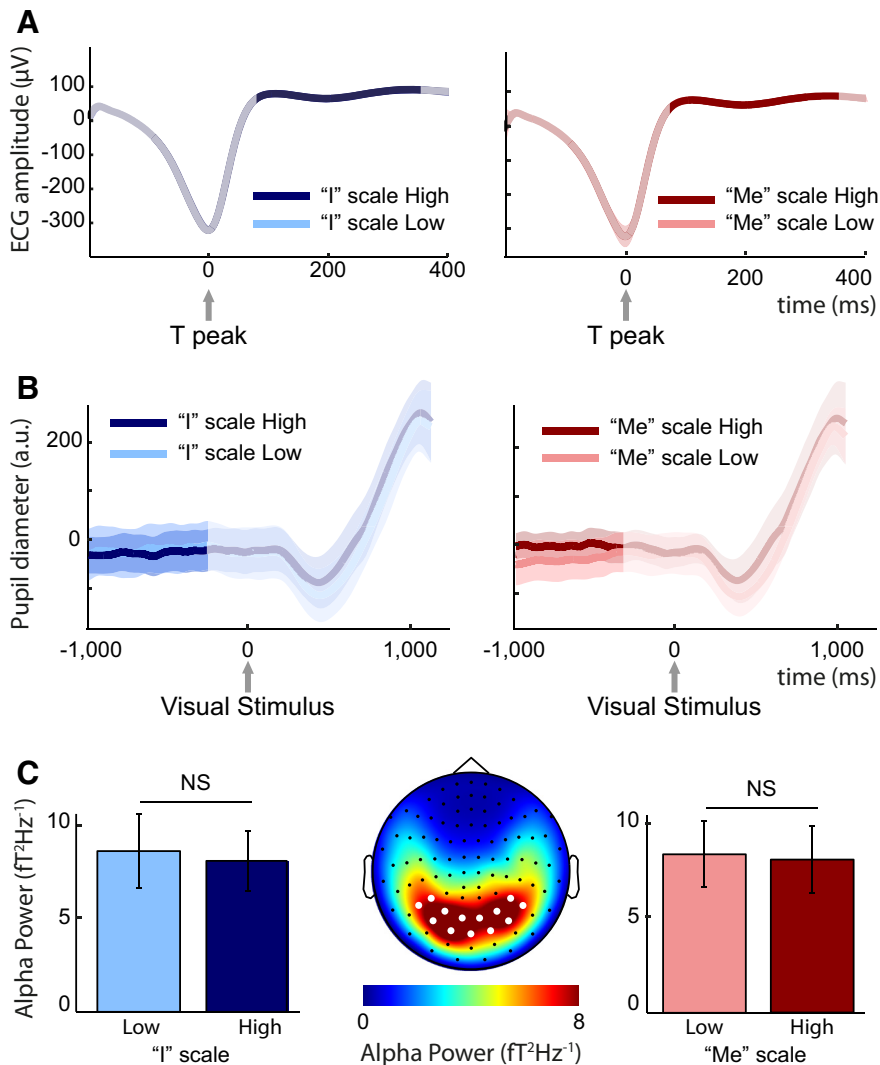 A
ECG amplitude (µV)
100
0
-100
-200
-300
"I" scale High
"I" scale Low
0
200
400
T peak
"Me" scale High
"Me" scale Low
0
200
400
time (ms)
T peak
B
Pupil diameter (a.u.)
200
0
"I" scale High
"I" scale Low
-1,000
0
1,000
Visual Stimulus
"Me" scale High
"Me" scale Low
-1,000
0
1,000
time (ms)
Visual Stimulus
C
Alpha Power (fT²Hz⁻¹)
10
5
0
NS
Low
High
"I" scale
0
8
Alpha Power (fT²Hz⁻¹)
10
5
0
NS
Low
High
"Me" scale